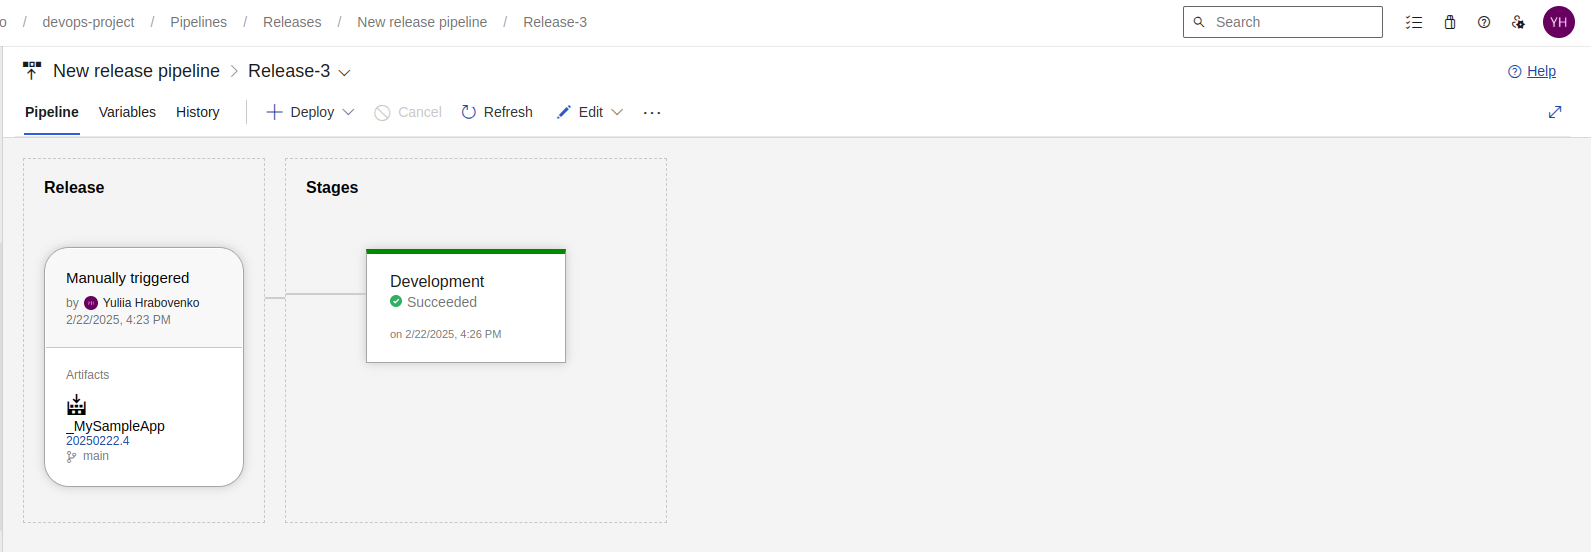 o / devops-project / Pipelines / Releases / New release pipeline / Release-3
Search
YH
New release pipeline > Release-3
Help
Pipeline Variables History Deploy Cancel Refresh Edit ...
Release
Stages
Manually triggered
by YH Yuliia Hrabovenko
2/22/2025, 4:23 PM
Artifacts
_MySampleApp
20250222.4
main
Development
Succeeded
on 2/22/2025, 4:26 PM